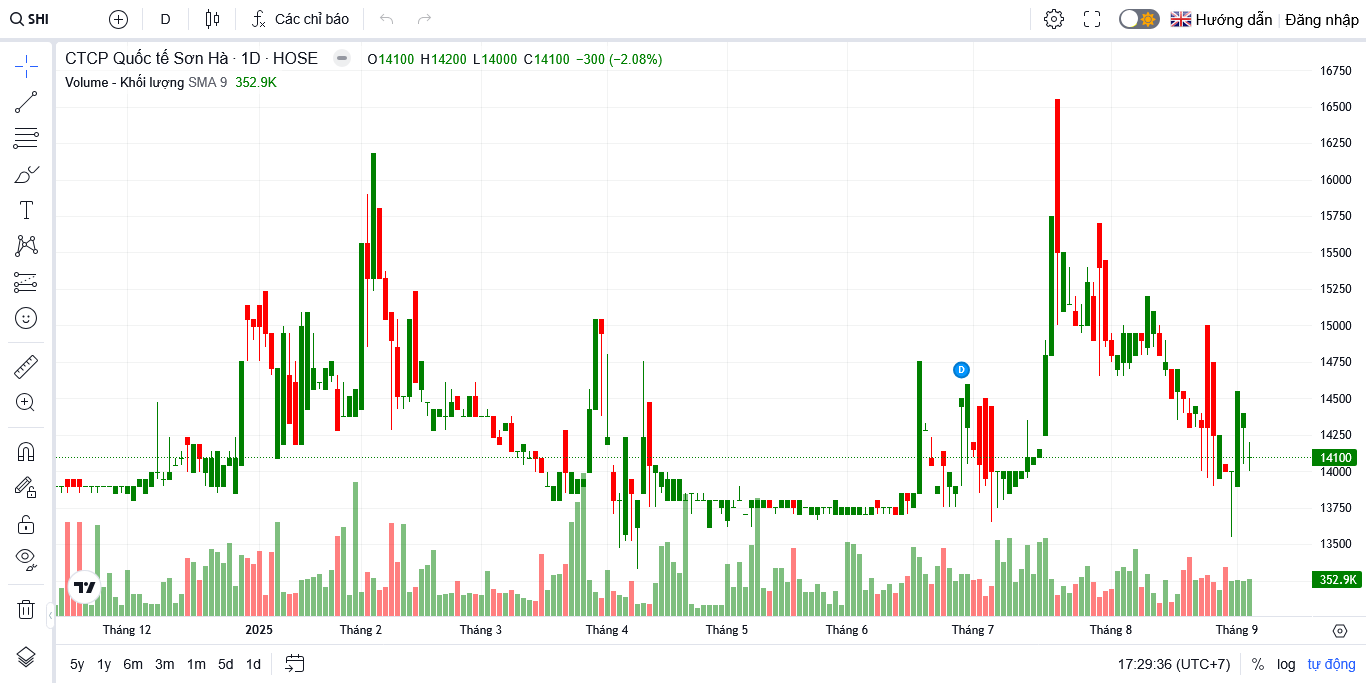 SHI D Các chỉ báo Hướng dẫn Đăng nhập
CTCP Quốc tế Sơn Hà · 1D · HOSE O14100 H14200 L14000 C14100 −300 (−2.08%)
Volume - Khối lượng SMA 9 352.9K
16750
16500
16250
16000
15750
15500
15250
15000
14750
14500
14250
14100
14000
13750
13500
352.9K
D
Tháng 12 2025 Tháng 2 Tháng 3 Tháng 4 Tháng 5 Tháng 6 Tháng 7 Tháng 8 Tháng 9
5y 1y 6m 3m 1m 5d 1d 17:29:36 (UTC+7) % log tự động